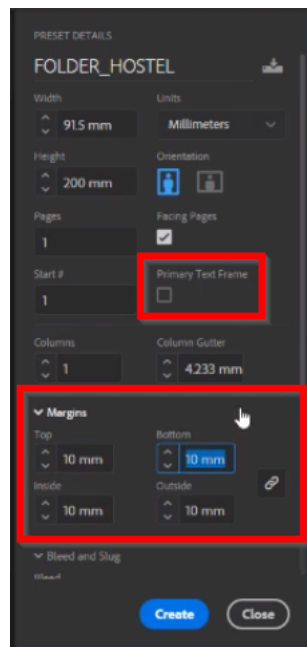 PRESET DETAILS
FOLDER_HOSTEL
Width Units
91.5 mm Millimeters
Height Orientation
200 mm
Pages Facing Pages
1
Start # Primary Text Frame
1
Columns Column Gutter
1 4.233 mm
Margins
Top Bottom
10 mm 10 mm
Inside Outside
10 mm 10 mm
Bleed and Slug
Bleed
Create Close